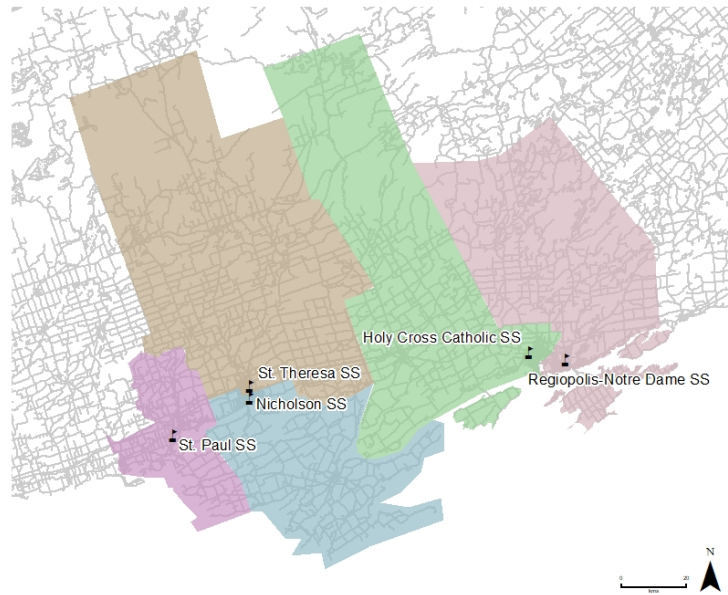 Holy Cross Catholic SS
St. Theresa SS
Regiopolis-Notre Dame SS
Nicholson SS
St. Paul SS
N
0 20